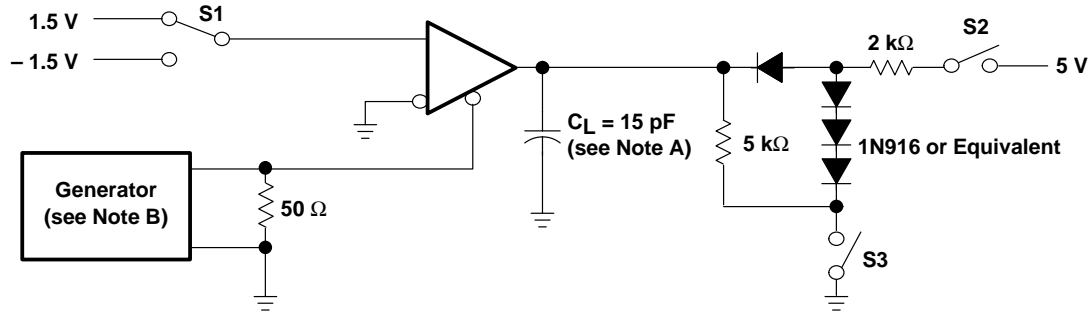 1.5 V
S1
– 1.5 V
2 kΩ
S2
5 V
CL = 15 pF
(see Note A)
5 kΩ
1N916 or Equivalent
Generator
(see Note B)
50 Ω
S3